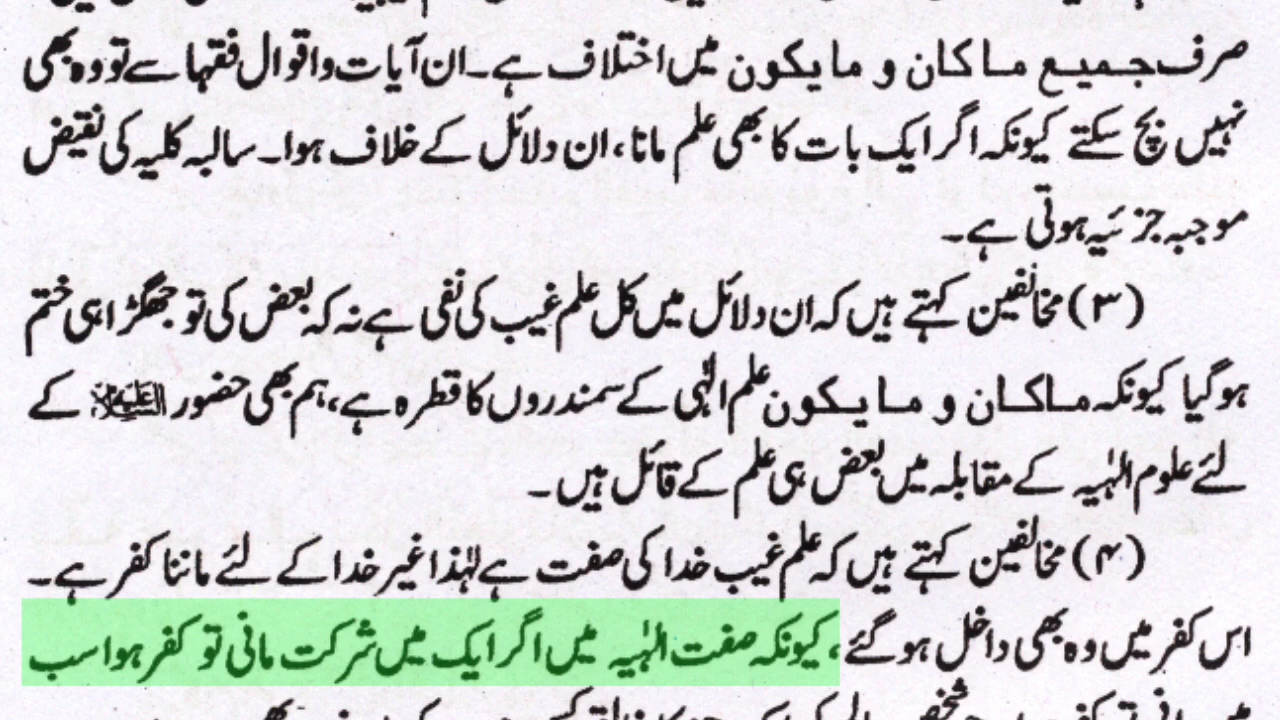 صرف جمیع ماکان و مایکون میں اختلاف ہے۔ ان آیات و اقوال فقہا سے تو وہ بھی
نہیں بچ سکتے کیونکہ اگر ایک بات کا بھی علم مانا، ان دلائل کے خلاف ہوا۔ سالبہ کلیہ کی نقیض
موجبہ جزئیہ ہوتی ہے۔
(۳) مخالفین کہتے ہیں کہ ان دلائل میں کل علم غیب کی نفی ہے نہ کہ بعض کی تو جھگڑا ہی ختم
ہوگیا کیونکہ ماکان و مایکون علم الٰہی کے سمندروں کا قطرہ ہے، ہم بھی حضور علیہ السلام کے
لئے علوم الٰہیہ کے مقابلہ میں بعض ہی علم کے قائل ہیں۔
(۴) مخالفین کہتے ہیں کہ علم غیب خدا کی صفت ہے لہٰذا غیر خدا کے لئے ماننا کفر ہے۔
اس کفر میں وہ بھی داخل ہوگئے، کیونکہ صفت الٰہیہ میں اگر ایک میں شرکت مانی تو کفر ہوا سب